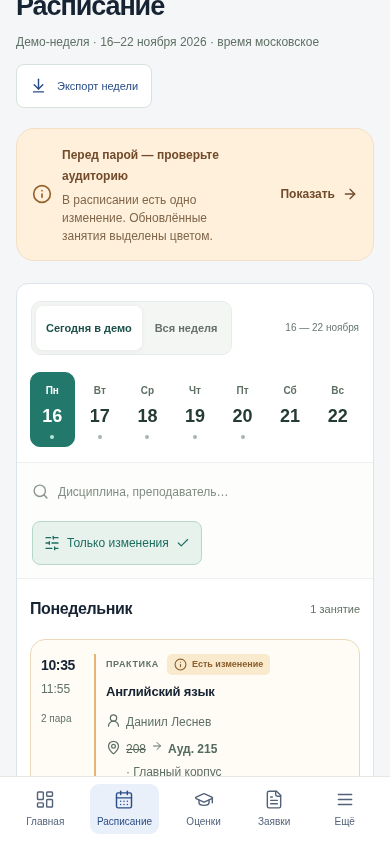 Расписание
Демо-неделя · 16–22 ноября 2026 · время московское
Экспорт недели
Перед парой — проверьте
аудиторию
В расписании есть одно
изменение. Обновлённые
занятия выделены цветом.
Показать
Сегодня в демо
Вся неделя
16 — 22 ноября
Пн Вт Ср Чт Пт Сб Вс
16 17 18 19 20 21 22
Дисциплина, преподаватель…
Только изменения
Понедельник
1 занятие
10:35
11:55
2 пара
ПРАКТИКА
Есть изменение
Английский язык
Даниил Леснев
208 → Ауд. 215
· Главный корпус
Главная
Расписание
Оценки
Заявки
Ещё